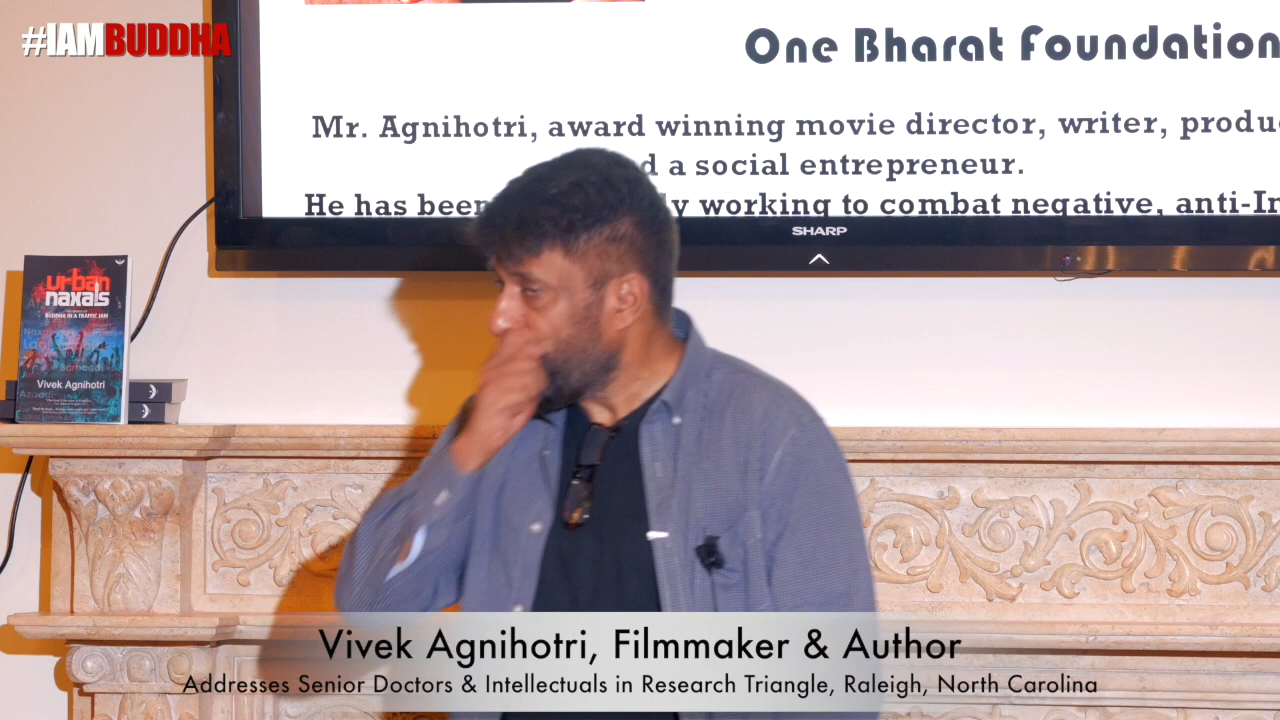 #IAMBUDDHA
One Bharat Foundation
Mr. Agnihotri, award winning movie director, writer, produ
d a social entrepreneur.
He has been ly working to combat negative, anti-In
SHARP
urban
naxals
BUDDHA IN A TRAFFIC JAM
Vivek Agnihotri
Vivek Agnihotri, Filmmaker & Author
Addresses Senior Doctors & Intellectuals in Research Triangle, Raleigh, North Carolina